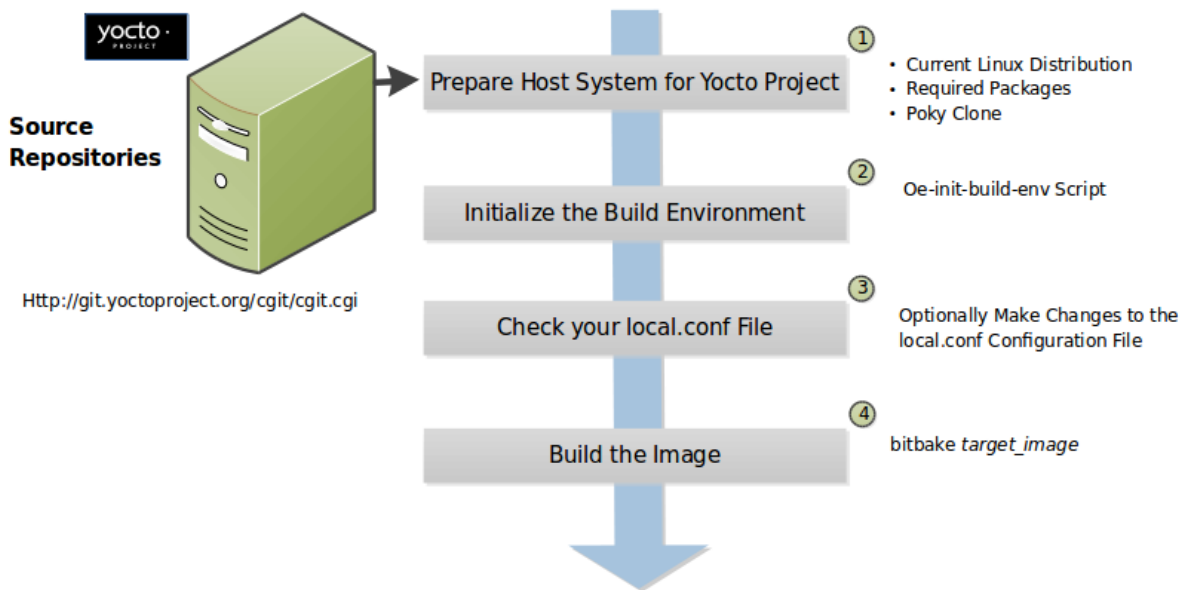 yocto ·
PROJECT
Source
Repositories
Http://git.yoctoproject.org/cgit/cgit.cgi
1
Prepare Host System for Yocto Project
• Current Linux Distribution
• Required Packages
• Poky Clone
2
Initialize the Build Environment
Oe-init-build-env Script
3
Check your local.conf File
Optionally Make Changes to the
local.conf Configuration File
4
Build the Image
bitbake target_image